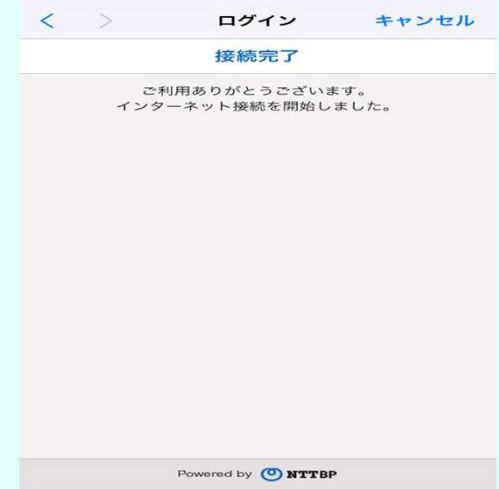 < > ログイン キャンセル
接続完了
ご利用ありがとうございます。
インターネット接続を開始しました。
Powered by NTTBP